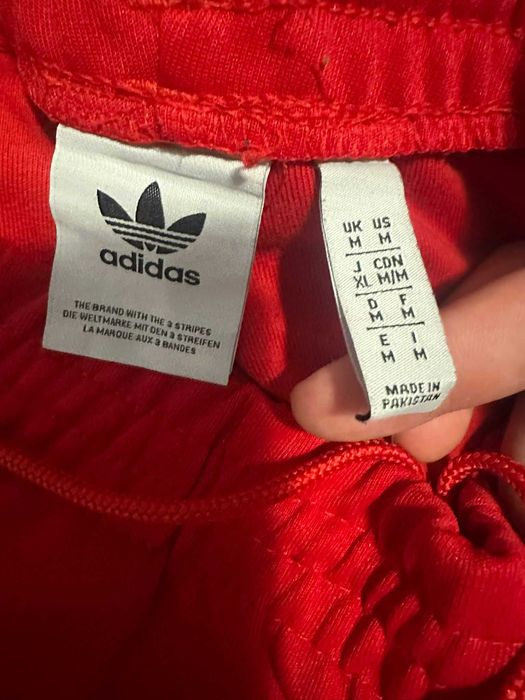 adidas
THE BRAND WITH THE 3 STRIPES
DIE WELTMARKE MIT DEN 3 STREIFEN
LA MARQUE AUX 3 BANDES
UK US
M M
J CDN
XL M/M
D F
M M
E I
M M
MADE IN
PAKISTAN